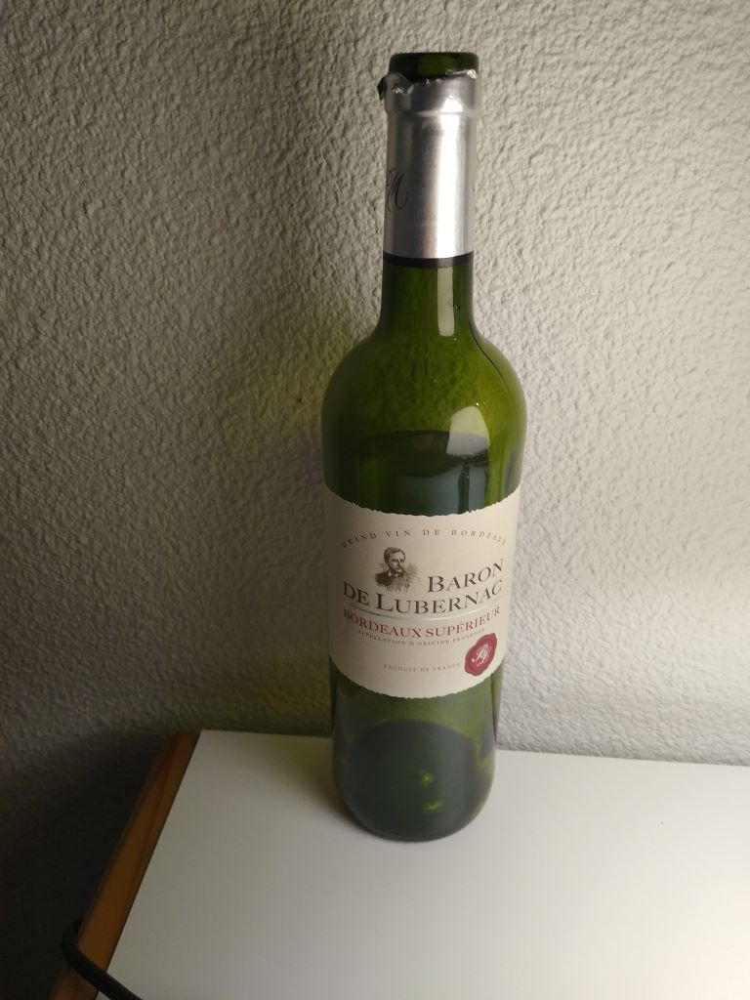 GRAND VIN DE BORDEAUX
BARON
DE LUBERNAC
BORDEAUX SUPÉRIEUR
APPELLATION D'ORIGINE PROTÉGÉE
PRODUIT DE FRANCE